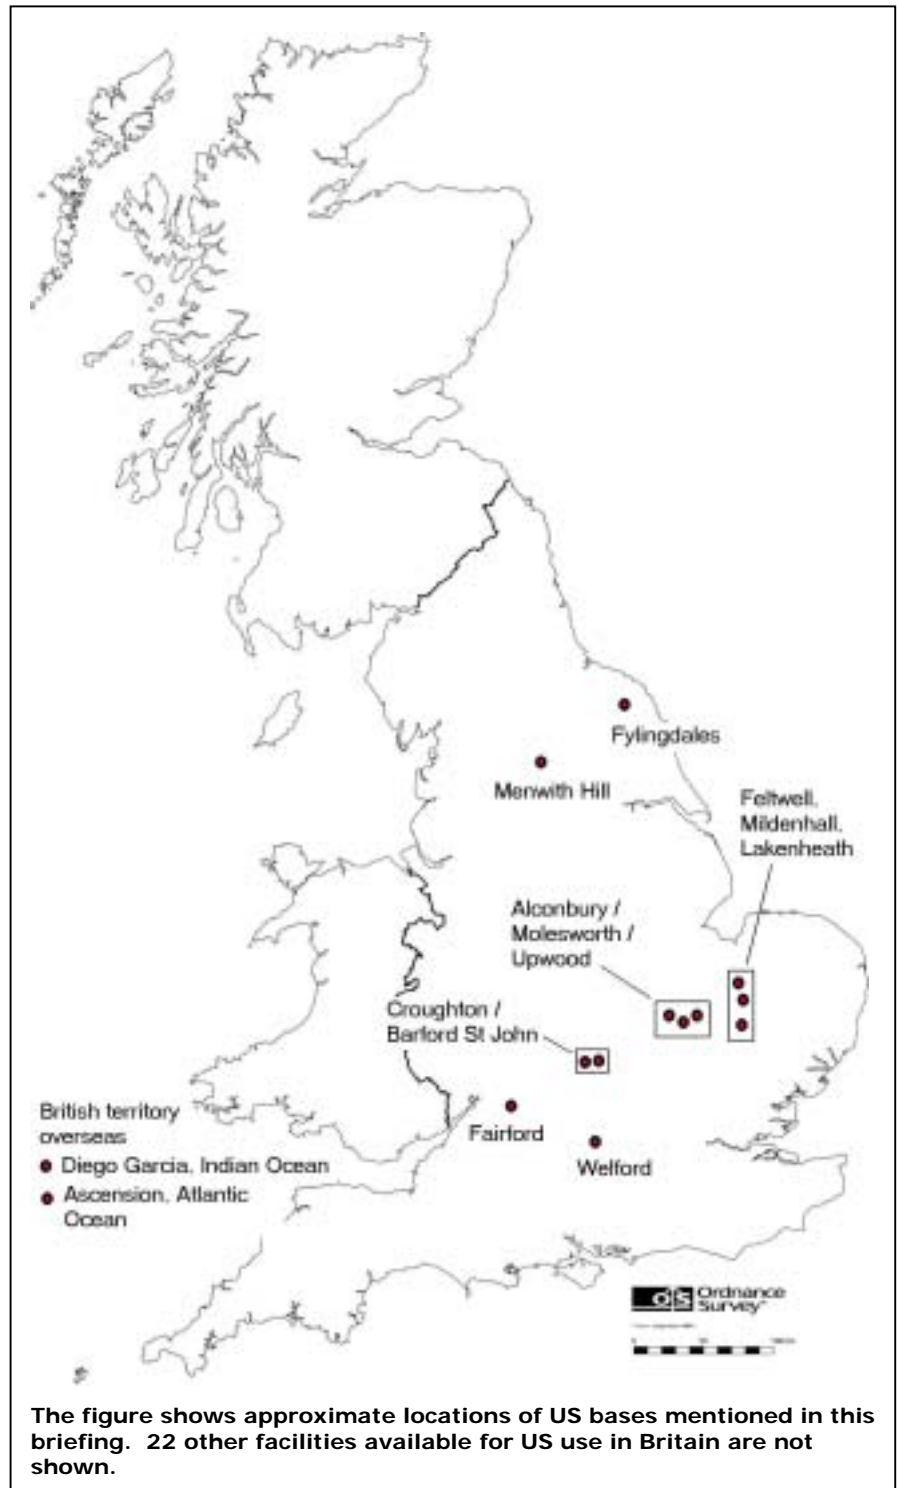 Fylingdales
Menwith Hill
Feltwell,
Mildenhall,
Lakenheath
Alconbury /
Molesworth /
Upwood
Croughton /
Barford St John
British territory
overseas
Diego Garcia, Indian Ocean
Ascension, Atlantic
Ocean
Fairford
Welford
OS Ordnance
Survey
The figure shows approximate locations of US bases mentioned in this
briefing. 22 other facilities available for US use in Britain are not
shown.